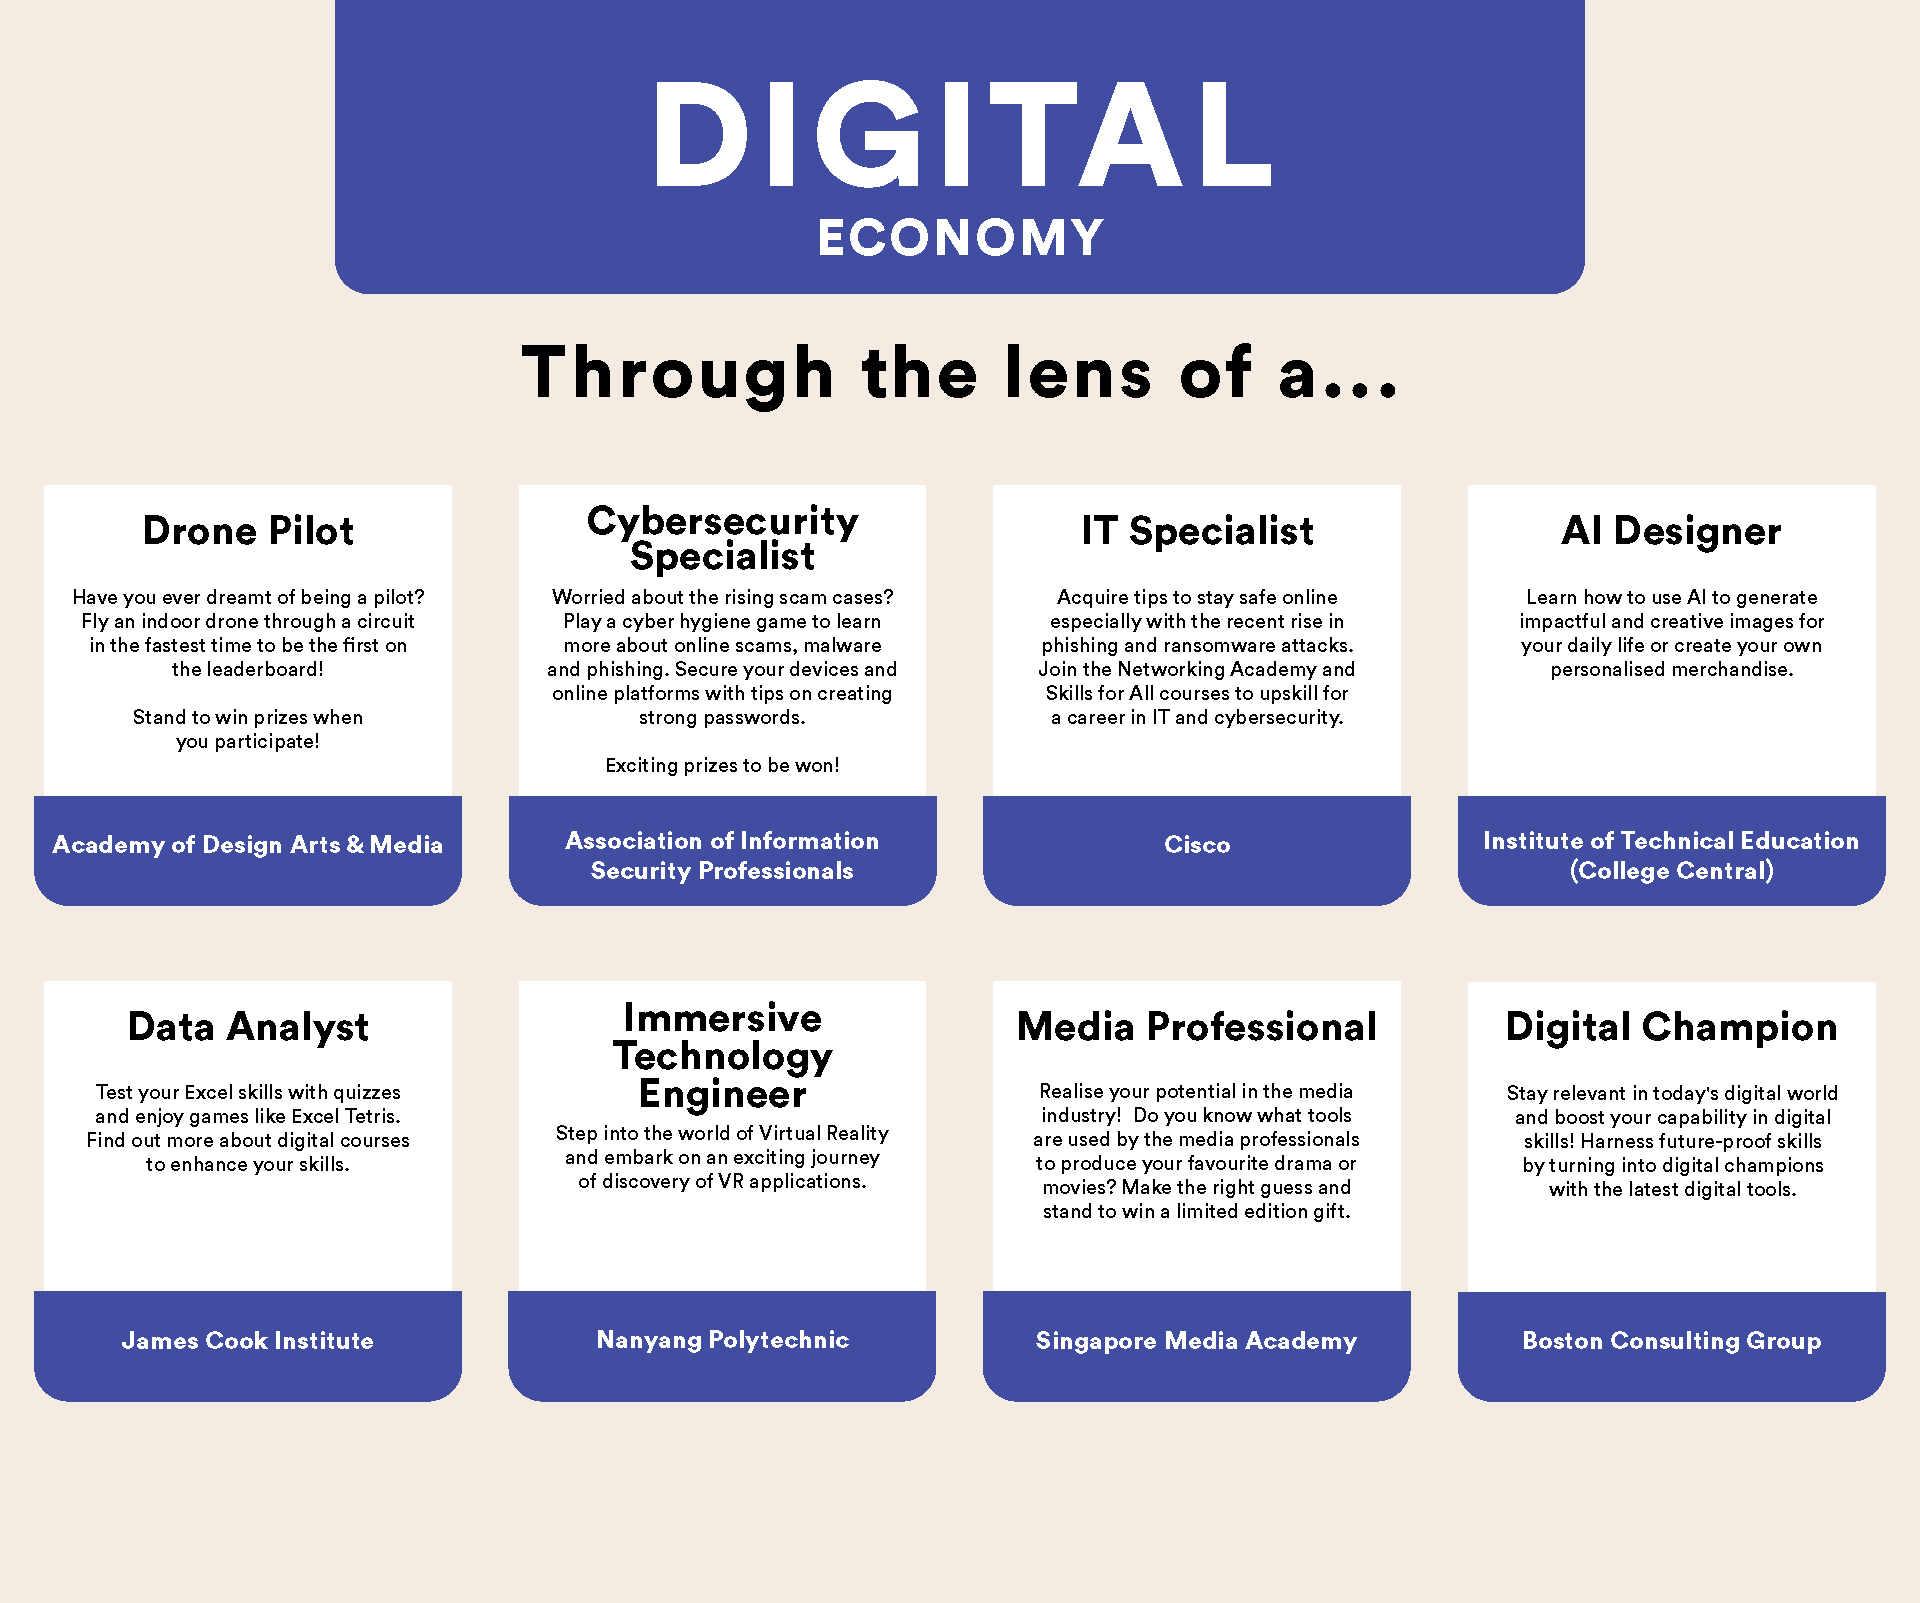 DIGITAL
ECONOMY
Through the lens of a...
Drone Pilot
Have you ever dreamt of being a pilot?
Fly an indoor drone through a circuit
in the fastest time to be the first on
the leaderboard!
Stand to win prizes when
you participate!
Academy of Design Arts & Media
Cybersecurity
Specialist
Worried about the rising scam cases?
Play a cyber hygiene game to learn
more about online scams, malware
and phishing. Secure your devices and
online platforms with tips on creating
strong passwords.
Exciting prizes to be won!
Association of Information
Security Professionals
IT Specialist
Acquire tips to stay safe online
especially with the recent rise in
phishing and ransomware attacks.
Join the Networking Academy and
Skills for All courses to upskill for
a career in IT and cybersecurity.
Cisco
AI Designer
Learn how to use AI to generate
impactful and creative images for
your daily life or create your own
personalised merchandise.
Institute of Technical Education
(College Central)
Data Analyst
Test your Excel skills with quizzes
and enjoy games like Excel Tetris.
Find out more about digital courses
to enhance your skills.
James Cook Institute
Immersive
Technology
Engineer
Step into the world of Virtual Reality
and embark on an exciting journey
of discovery of VR applications.
Nanyang Polytechnic
Media Professional
Realise your potential in the media
industry!  Do you know what tools
are used by the media professionals
to produce your favourite drama or
movies? Make the right guess and
stand to win a limited edition gift.
Singapore Media Academy
Digital Champion
Stay relevant in today's digital world
and boost your capability in digital
skills! Harness future-proof skills
by turning into digital champions
with the latest digital tools.
Boston Consulting Group